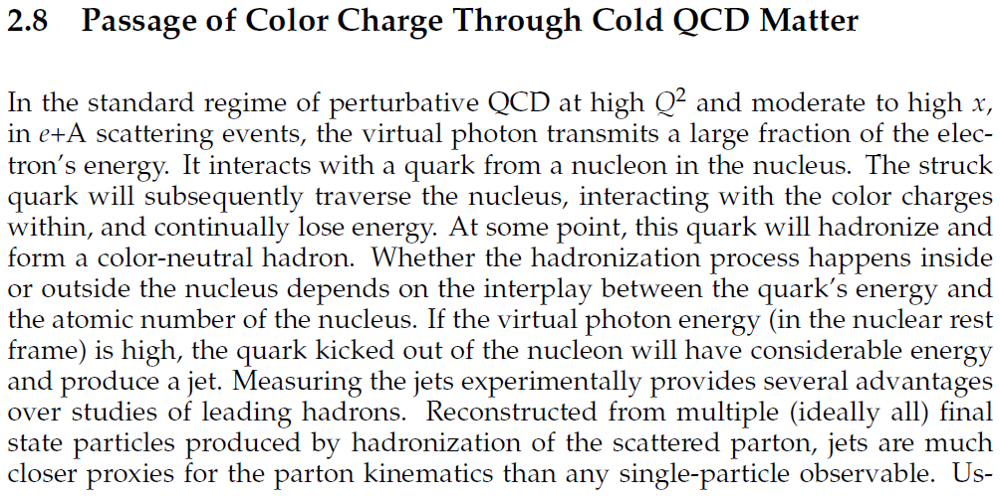 2.8 Passage of Color Charge Through Cold QCD Matter
In the standard regime of perturbative QCD at high Q² and moderate to high x,
in e+A scattering events, the virtual photon transmits a large fraction of the elec-
tron's energy. It interacts with a quark from a nucleon in the nucleus. The struck
quark will subsequently traverse the nucleus, interacting with the color charges
within, and continually lose energy. At some point, this quark will hadronize and
form a color-neutral hadron. Whether the hadronization process happens inside
or outside the nucleus depends on the interplay between the quark's energy and
the atomic number of the nucleus. If the virtual photon energy (in the nuclear rest
frame) is high, the quark kicked out of the nucleon will have considerable energy
and produce a jet. Measuring the jets experimentally provides several advantages
over studies of leading hadrons. Reconstructed from multiple (ideally all) final
state particles produced by hadronization of the scattered parton, jets are much
closer proxies for the parton kinematics than any single-particle observable. Us-